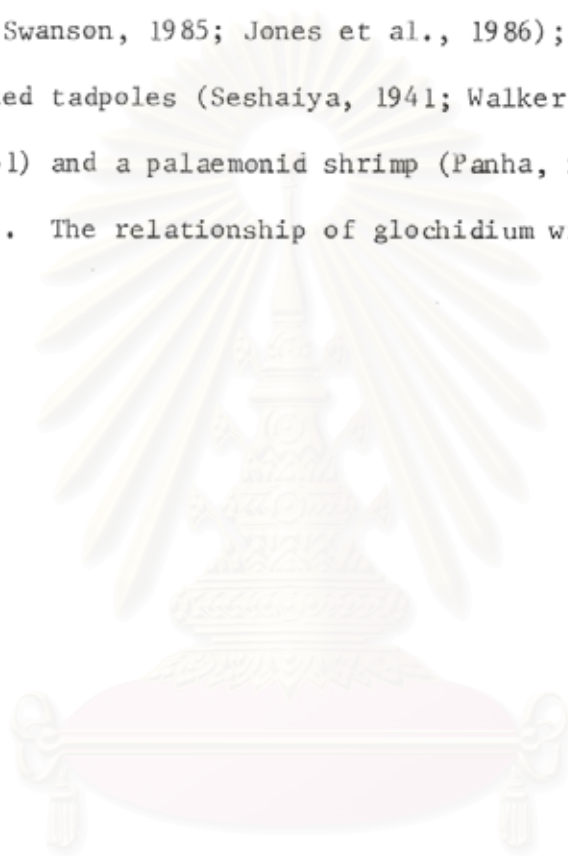 Swanson, 1985; Jones et al., 1986);
ed tadpoles (Seshaiya, 1941; Walker
1) and a palaemonid shrimp (Panha,
. The relationship of glochidium